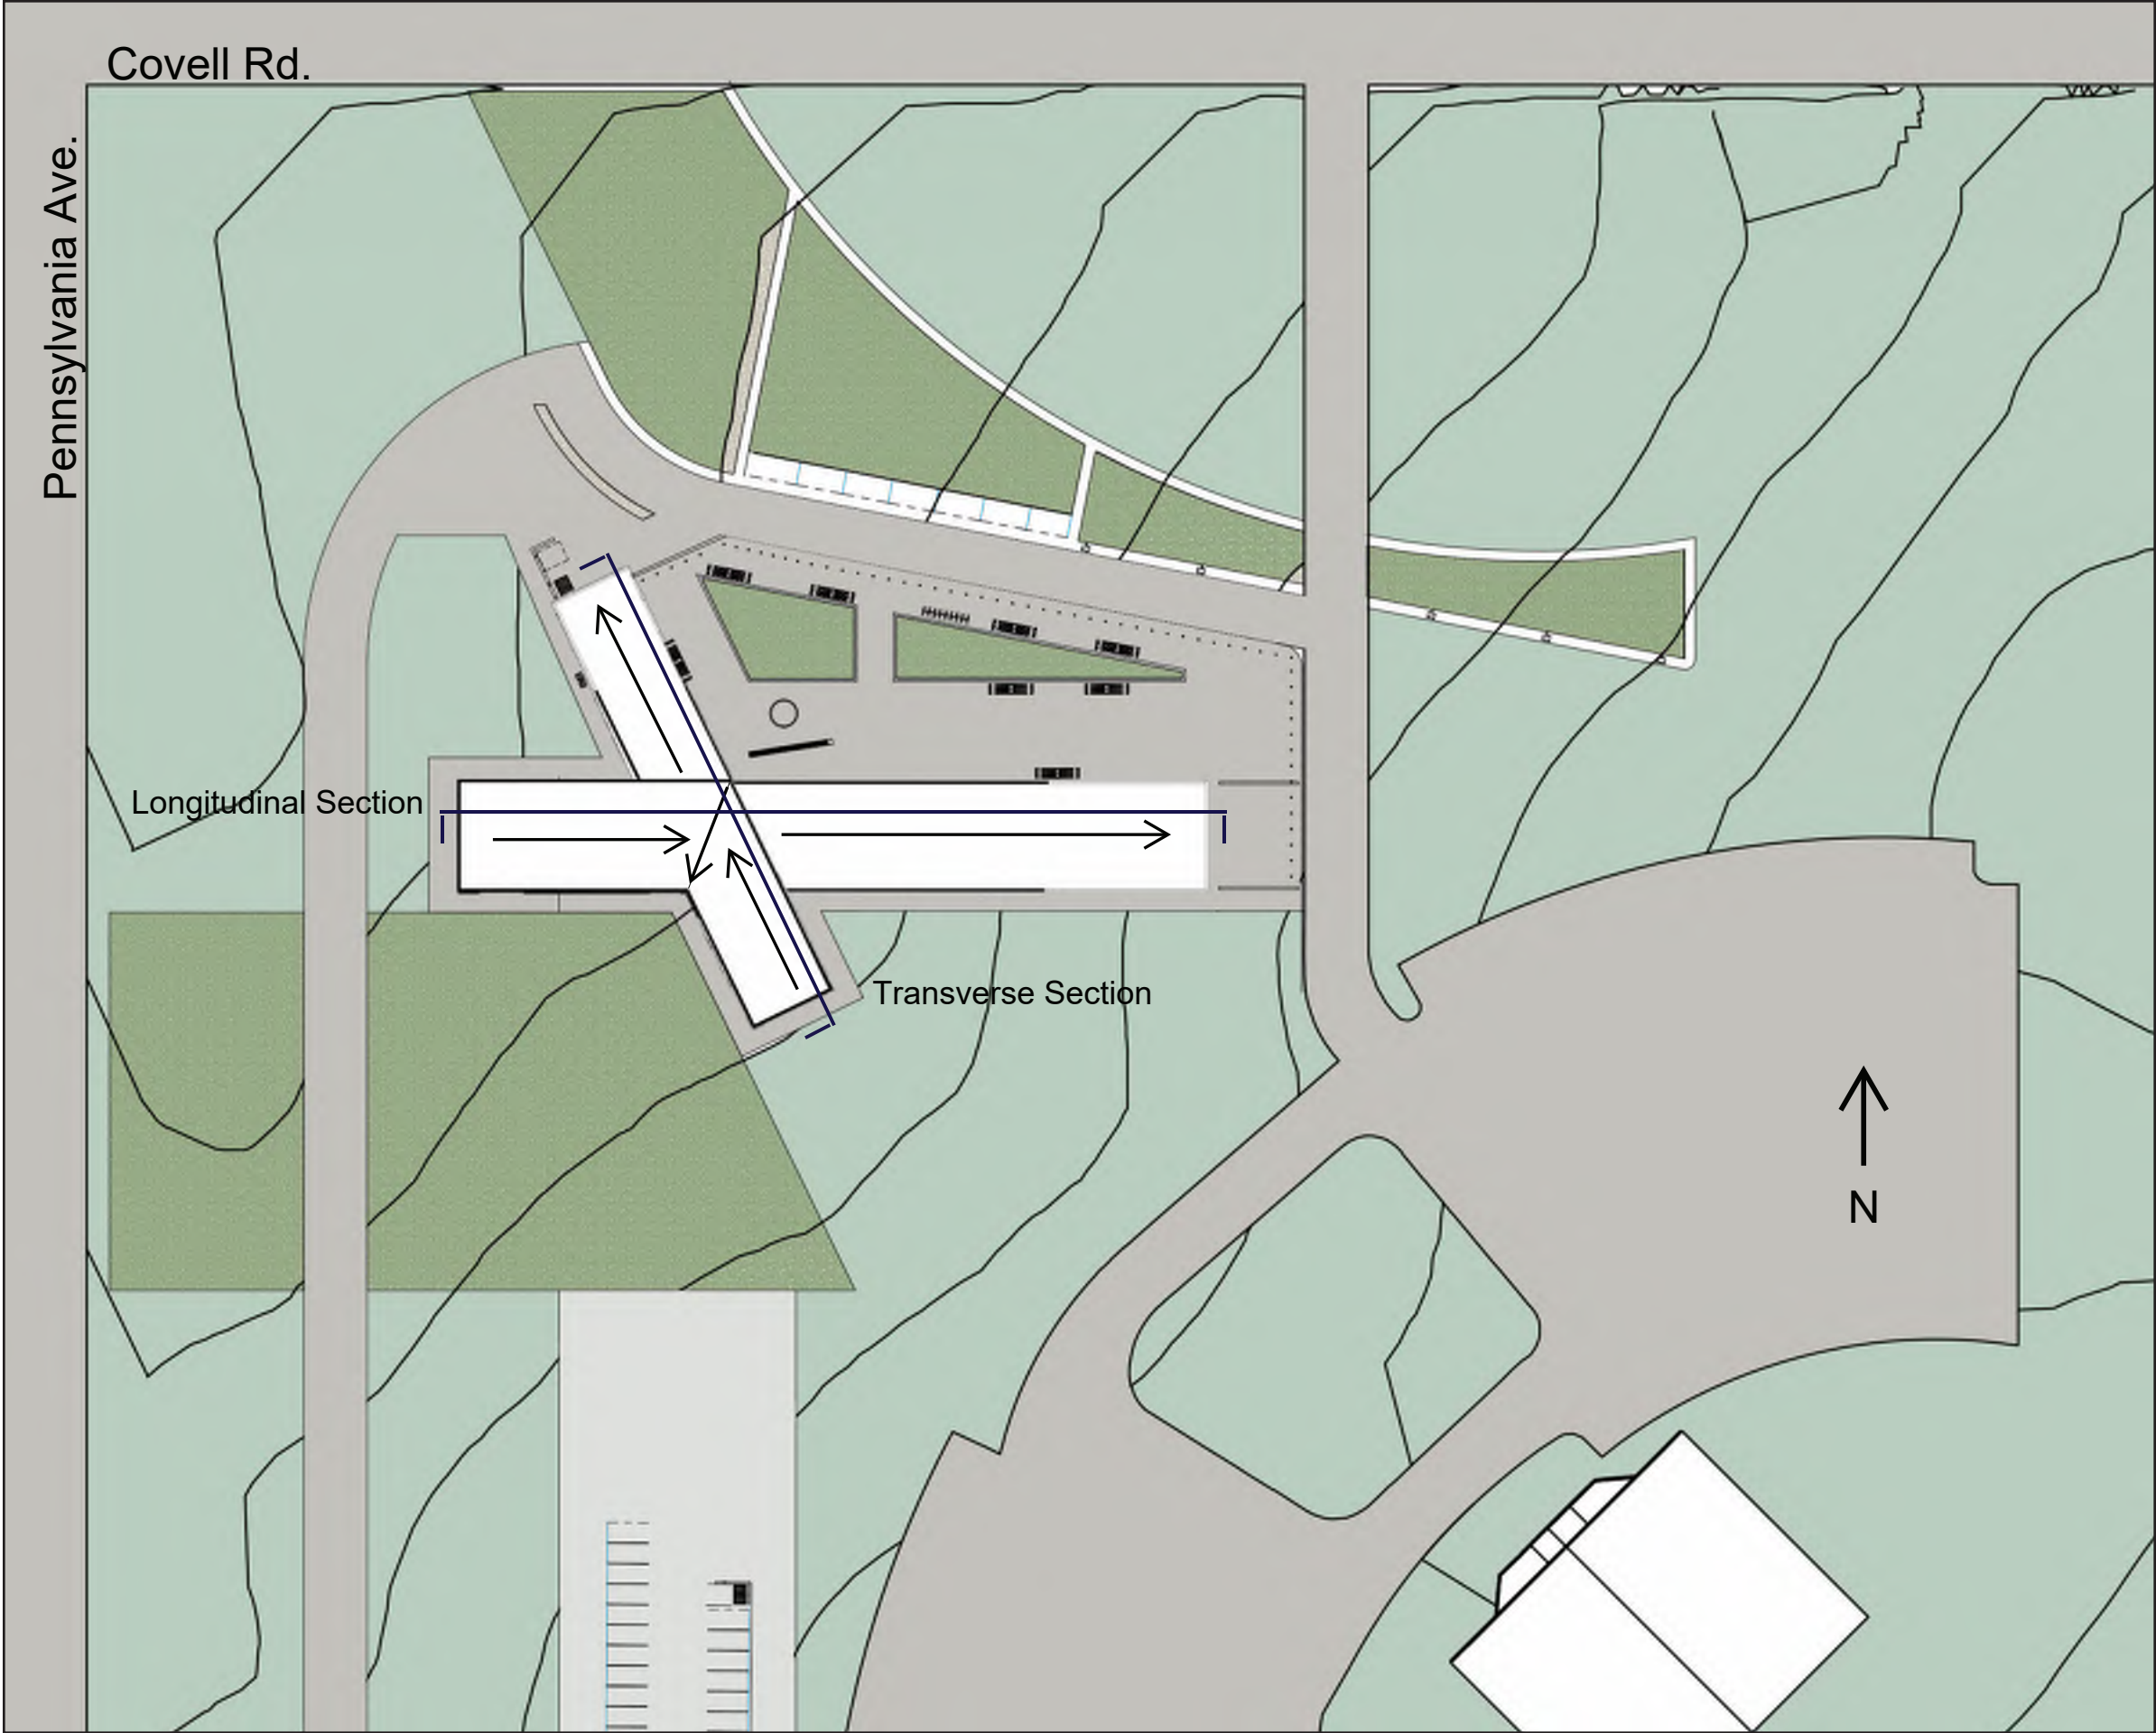 Covell Rd.
Pennsylvania Ave.
Longitudinal Section
Transverse Section
N